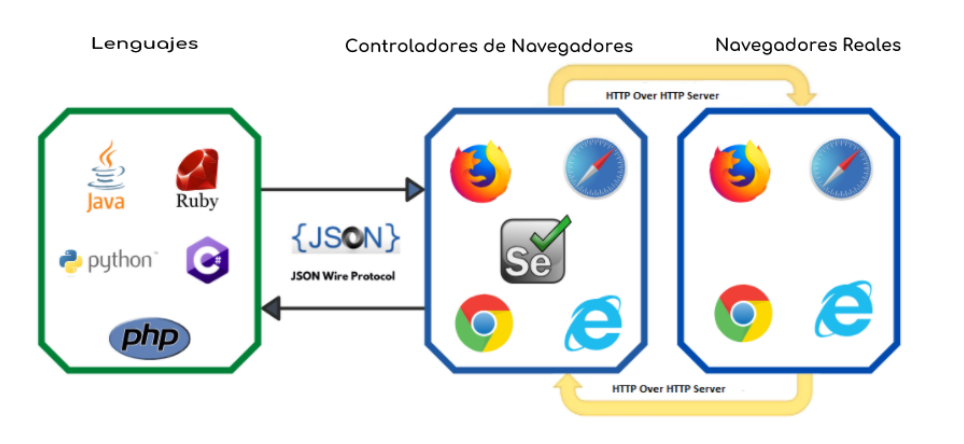 Lenguajes
Controladores de Navegadores
Navegadores Reales
HTTP Over HTTP Server
Java
Ruby
{JSON}
JSON Wire Protocol
python
C#
Se
php
HTTP Over HTTP Server